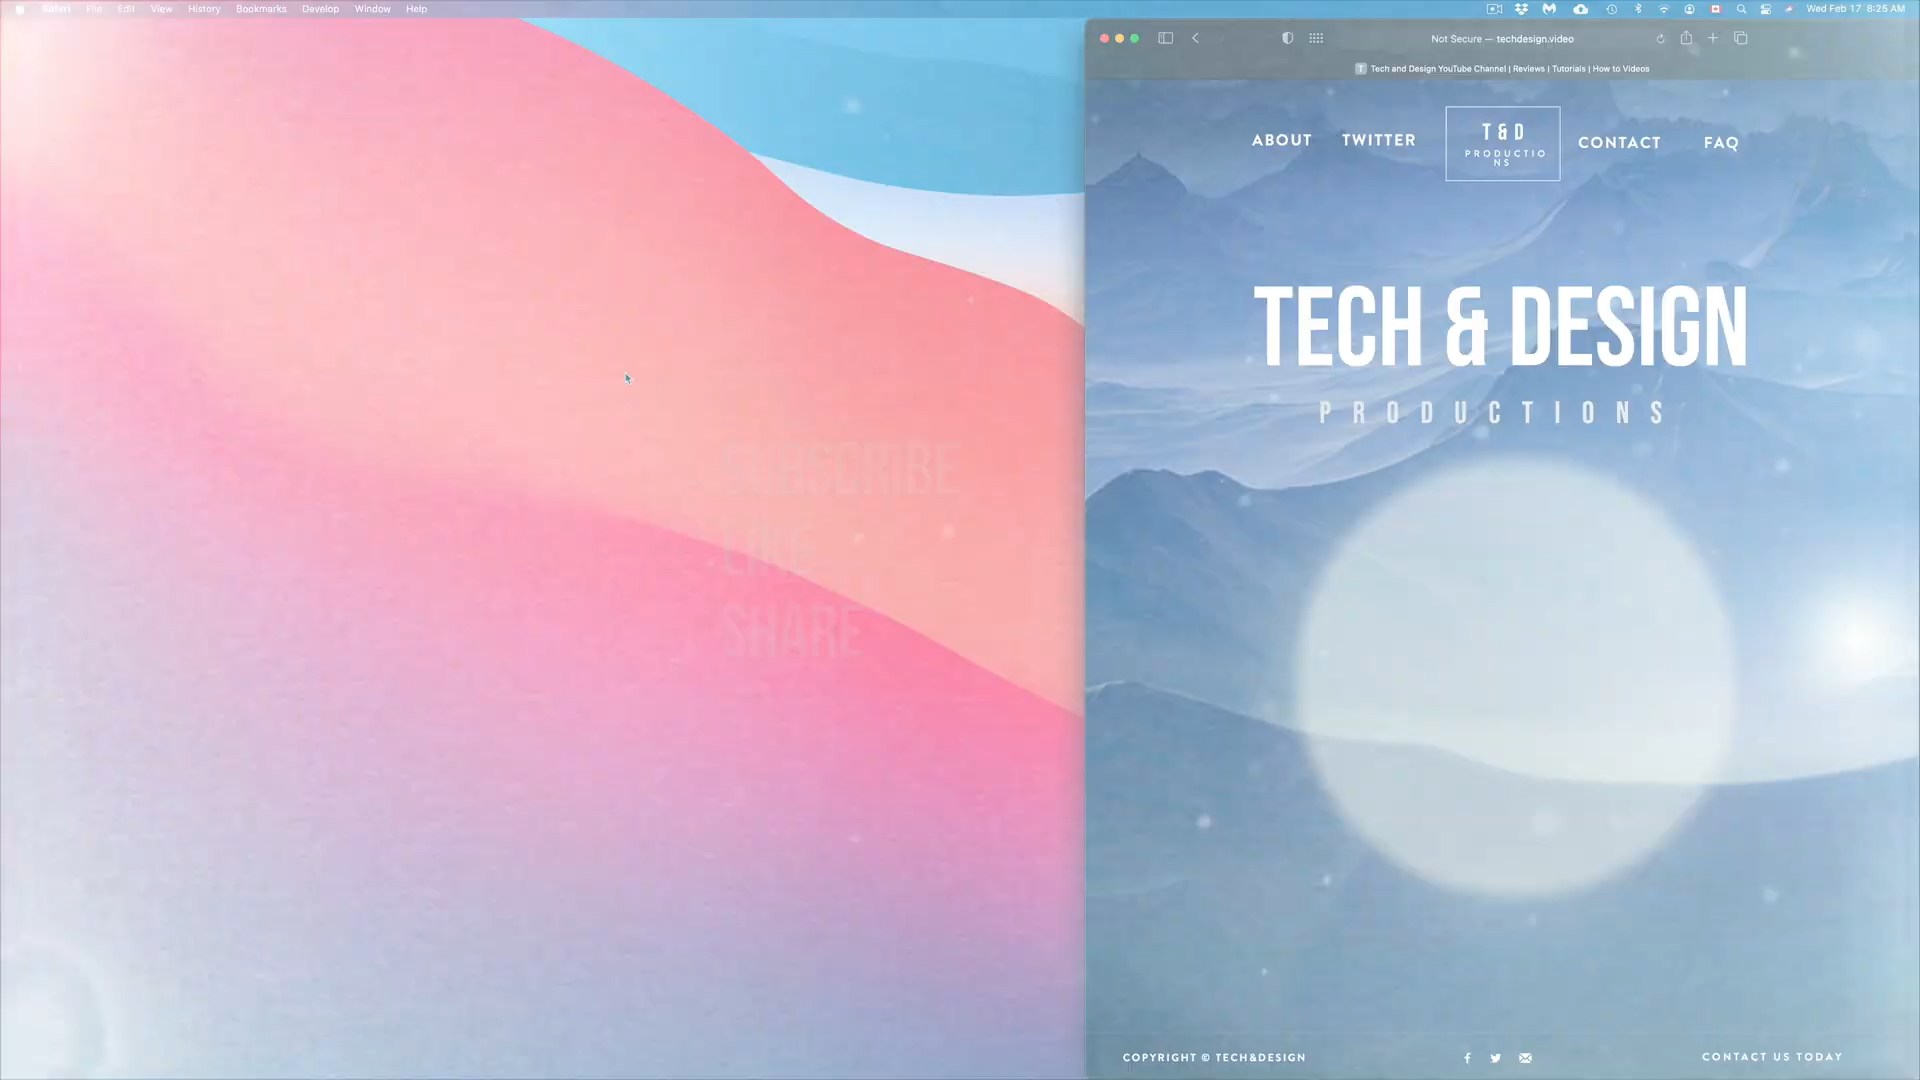 Safari File Edit View History Bookmarks Develop Window Help
Wed Feb 17 8:25 AM
Not Secure — techdesign.video
T Tech and Design YouTube Channel | Reviews | Tutorials | How to Videos
ABOUT TWITTER
T & D
PRODUCTIO
NS
CONTACT FAQ
TECH & DESIGN
PRODUCTIONS
SUBSCRIBE
LIKE
SHARE
COPYRIGHT © TECH&DESIGN
CONTACT US TODAY